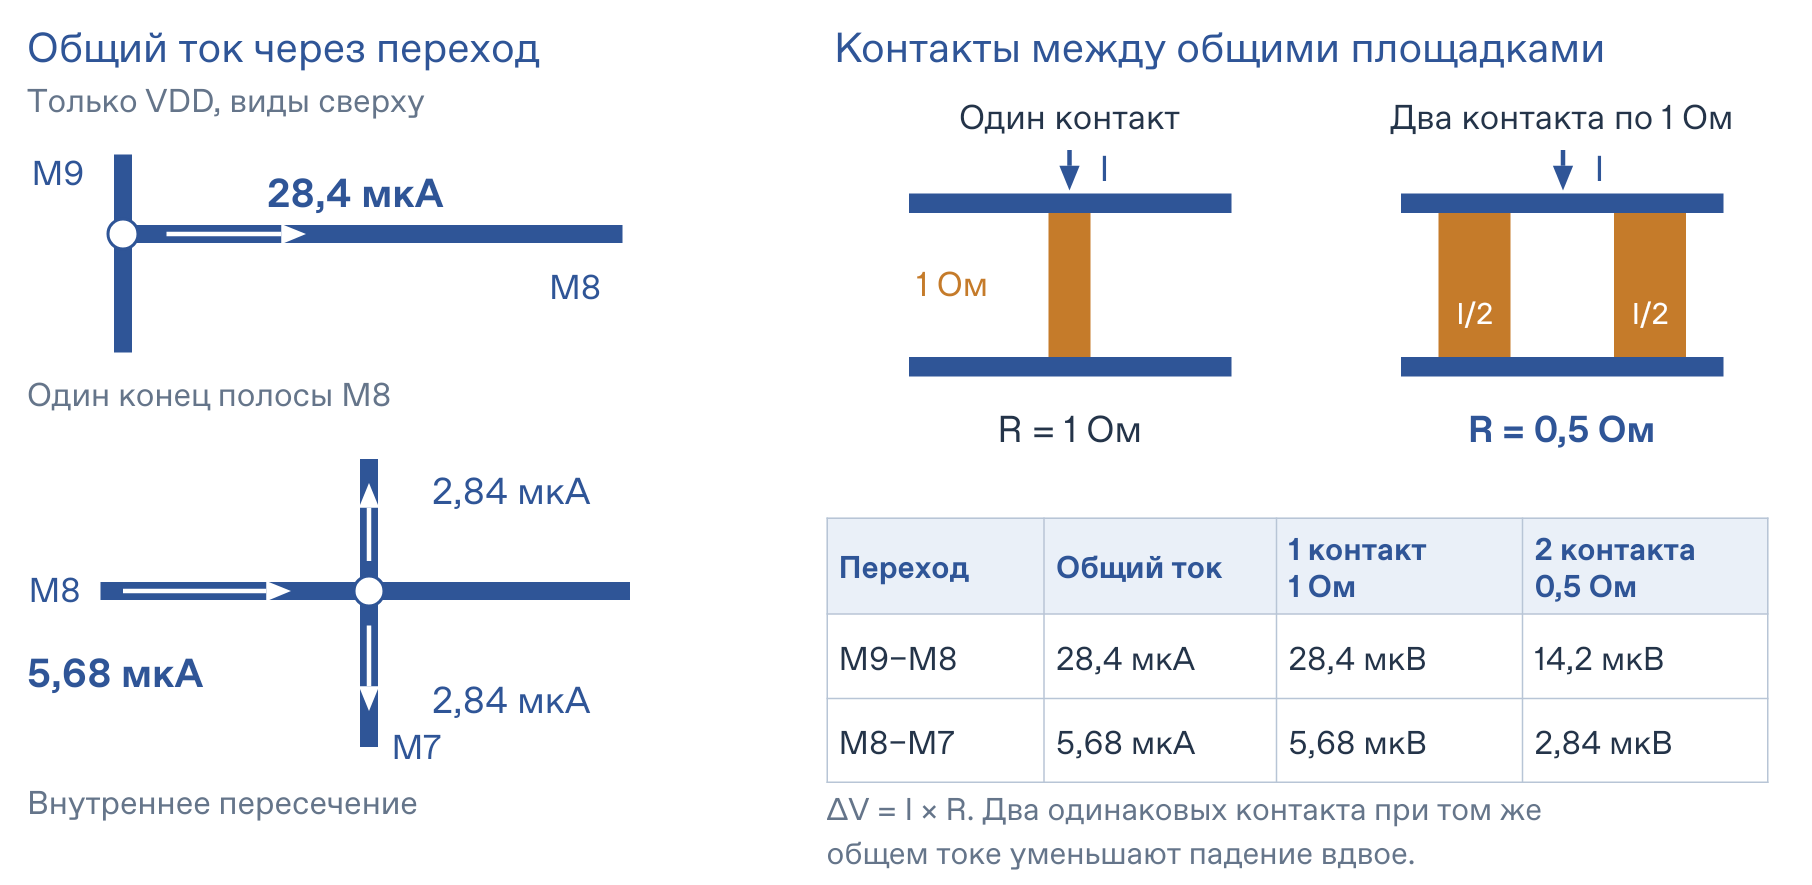 Общий ток через переход
Только VDD, виды сверху
M9
28,4 мкА
M8
Один конец полосы M8
2,84 мкА
M8
5,68 мкА
2,84 мкА
M7
Внутреннее пересечение
Контакты между общими площадками
Один контакт
I
1 Ом
R = 1 Ом
Два контакта по 1 Ом
I
I/2
I/2
R = 0,5 Ом
Переход
Общий ток
1 контакт
1 Ом
2 контакта
0,5 Ом
M9–M8
28,4 мкА
28,4 мкВ
14,2 мкВ
M8–M7
5,68 мкА
5,68 мкВ
2,84 мкВ
ΔV = I × R. Два одинаковых контакта при том же
общем токе уменьшают падение вдвое.